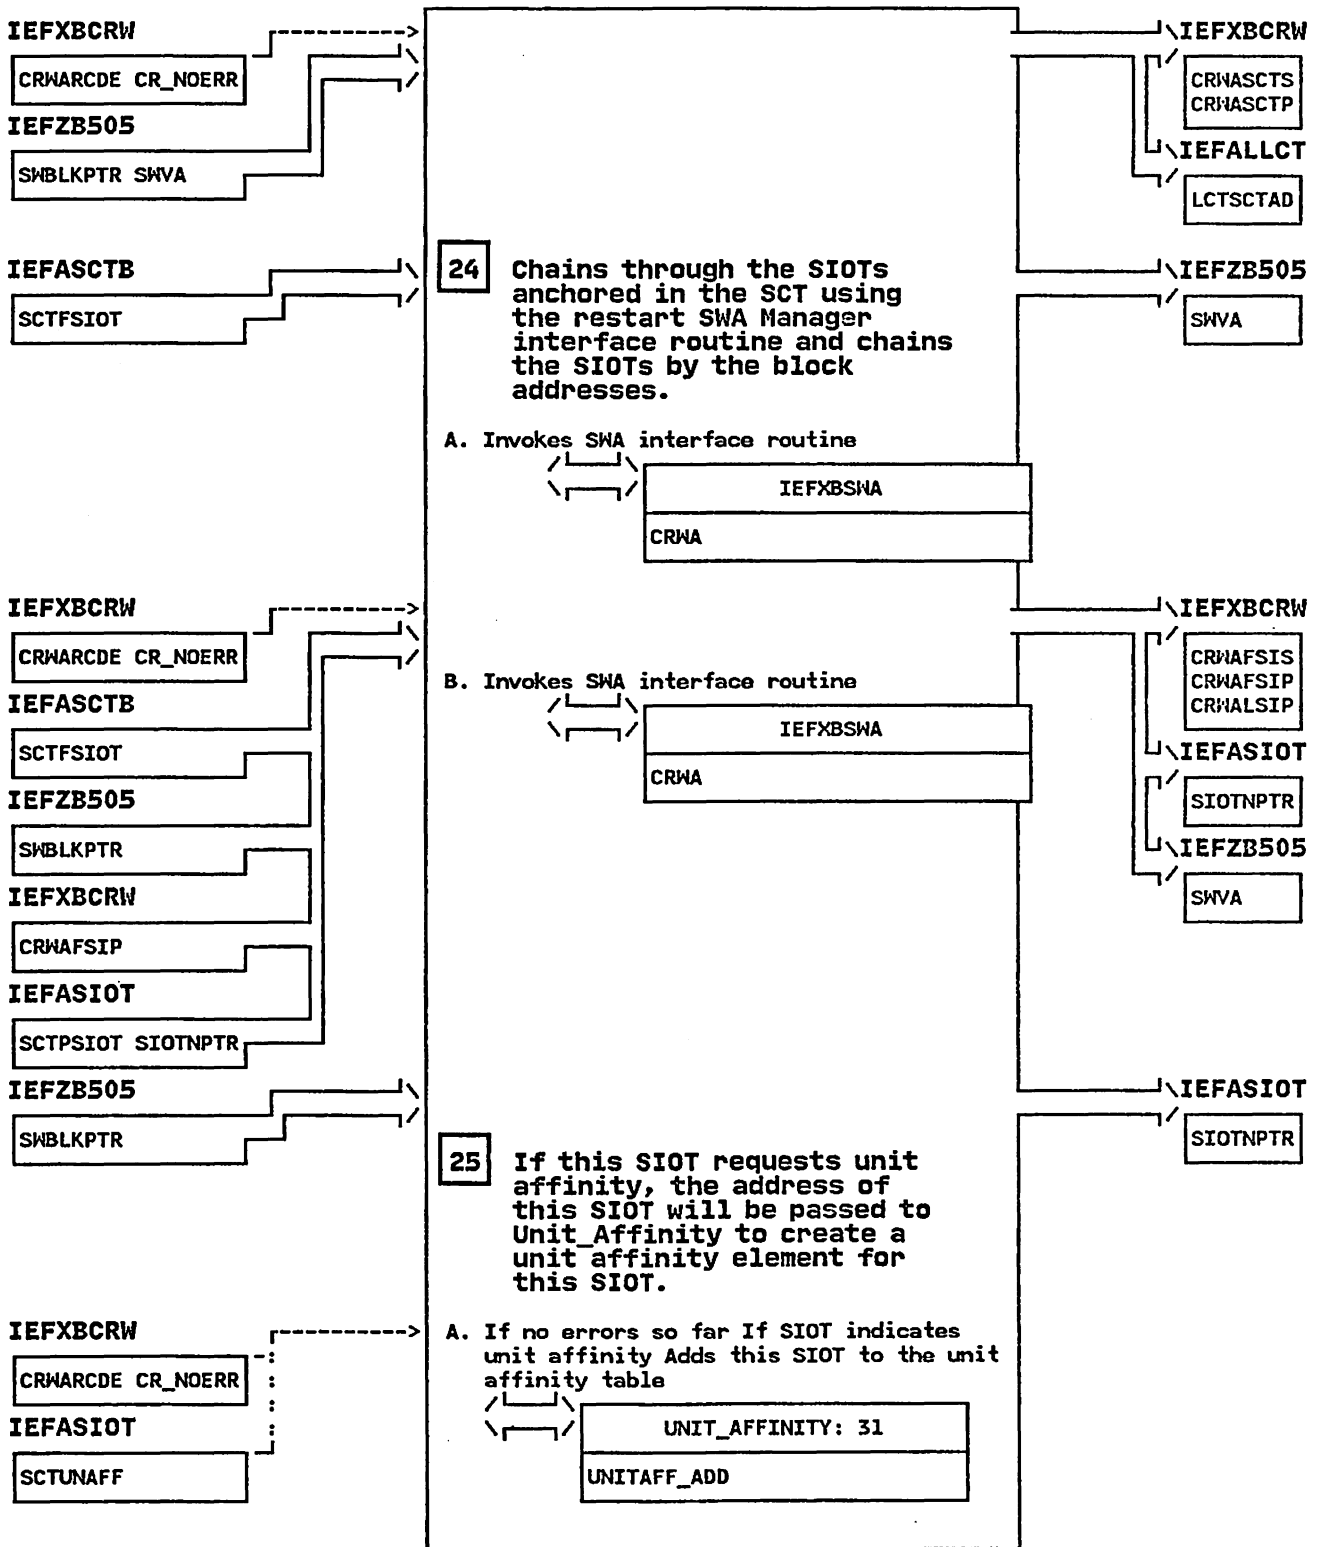 IEFXBCRW
CRWARCDE CR_NOERR
IEFZB505
SWBLKPTR SWVA
IEFXBCRW
CRWASCTS
CRWASCTP
IEFALLCT
LCTSCTAD
IEFASCTB
SCTFSIOT
24 Chains through the SIOTs
anchored in the SCT using
the restart SWA Manager
interface routine and chains
the SIOTs by the block
addresses.
IEFZB505
SWVA
A. Invokes SWA interface routine
IEFXBSWA
CRWA
IEFXBCRW
CRWARCDE CR_NOERR
IEFASCTB
SCTFSIOT
IEFZB505
SWBLKPTR
IEFXBCRW
CRWAFSIP
IEFASIOT
SCTPSIOT SIOTNPTR
B. Invokes SWA interface routine
IEFXBSWA
CRWA
IEFXBCRW
CRWAFSIS
CRWAFSIP
CRWALSIP
IEFASIOT
SIOTNPTR
IEFZB505
SWVA
IEFZB505
SWBLKPTR
IEFASIOT
SIOTNPTR
25 If this SIOT requests unit
affinity, the address of
this SIOT will be passed to
Unit_Affinity to create a
unit affinity element for
this SIOT.
IEFXBCRW
CRWARCDE CR_NOERR
IEFASIOT
SCTUNAFF
A. If no errors so far If SIOT indicates
unit affinity Adds this SIOT to the unit
affinity table
UNIT_AFFINITY: 31
UNITAFF_ADD